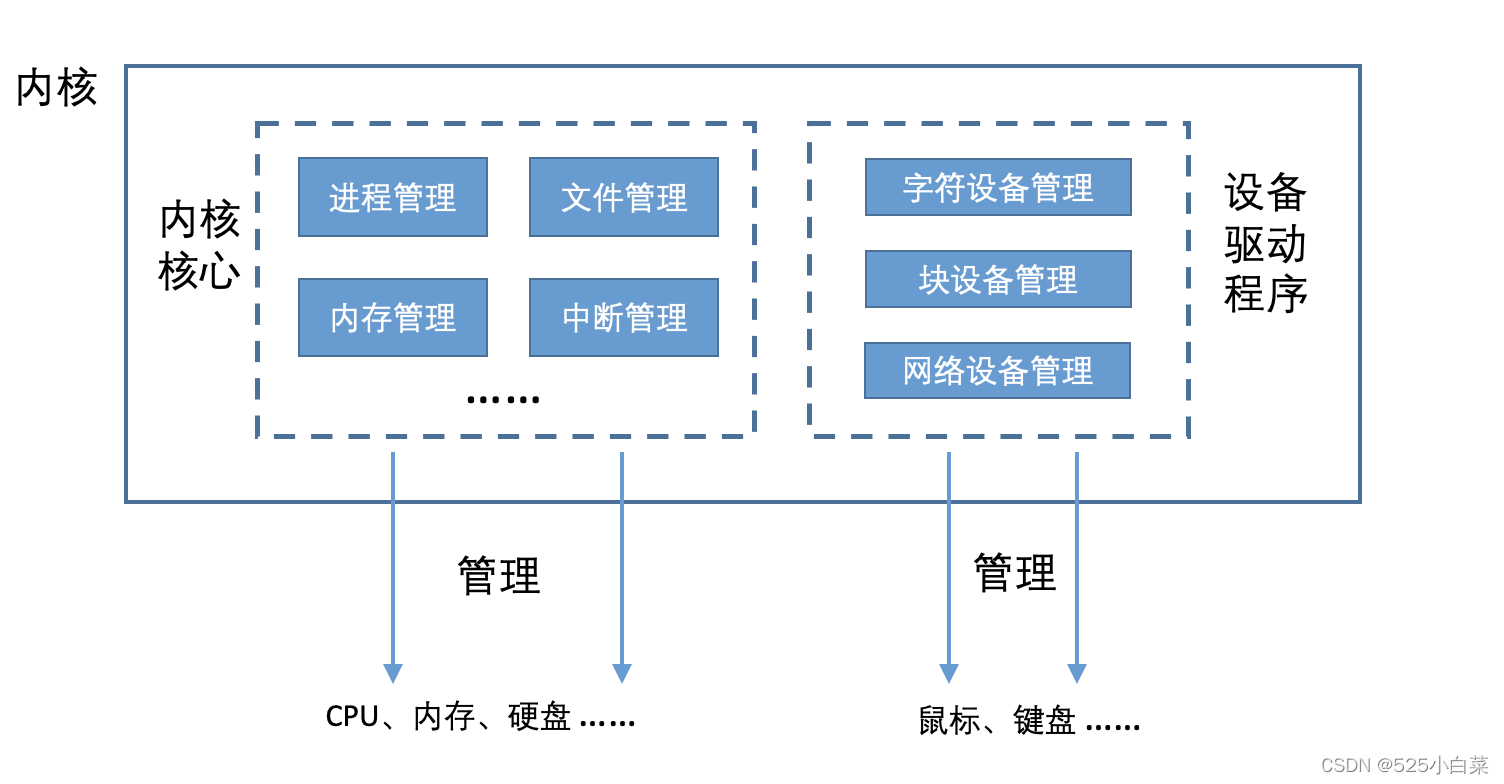 内核
内核
核心
进程管理
文件管理
内存管理
中断管理
……
字符设备管理
块设备管理
网络设备管理
设备
驱动
程序
管理
管理
CPU、内存、硬盘 ……
鼠标、键盘 ……
CSDN @525小白菜